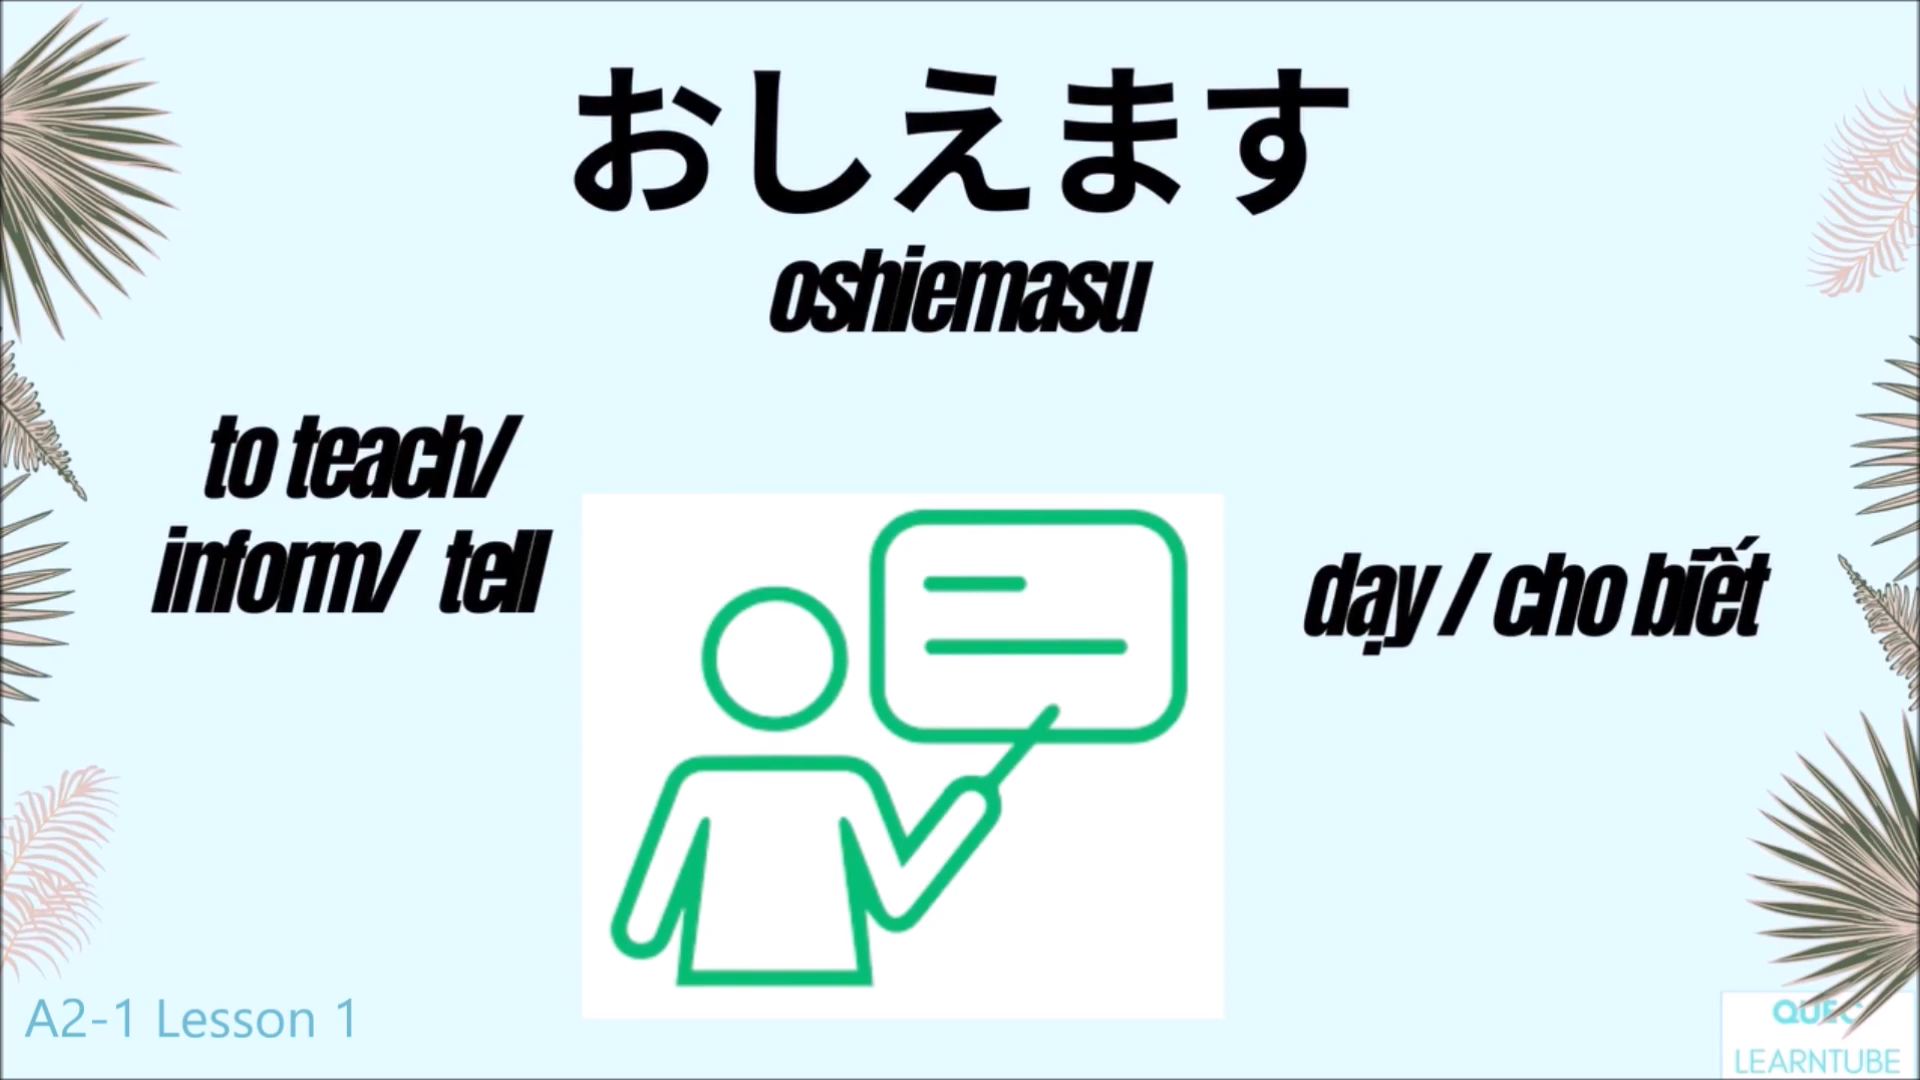 おしえます
oshiemasu
to teach/
inform/ tell
dạy / cho biết
A2-1 Lesson 1
LEARNTUBE